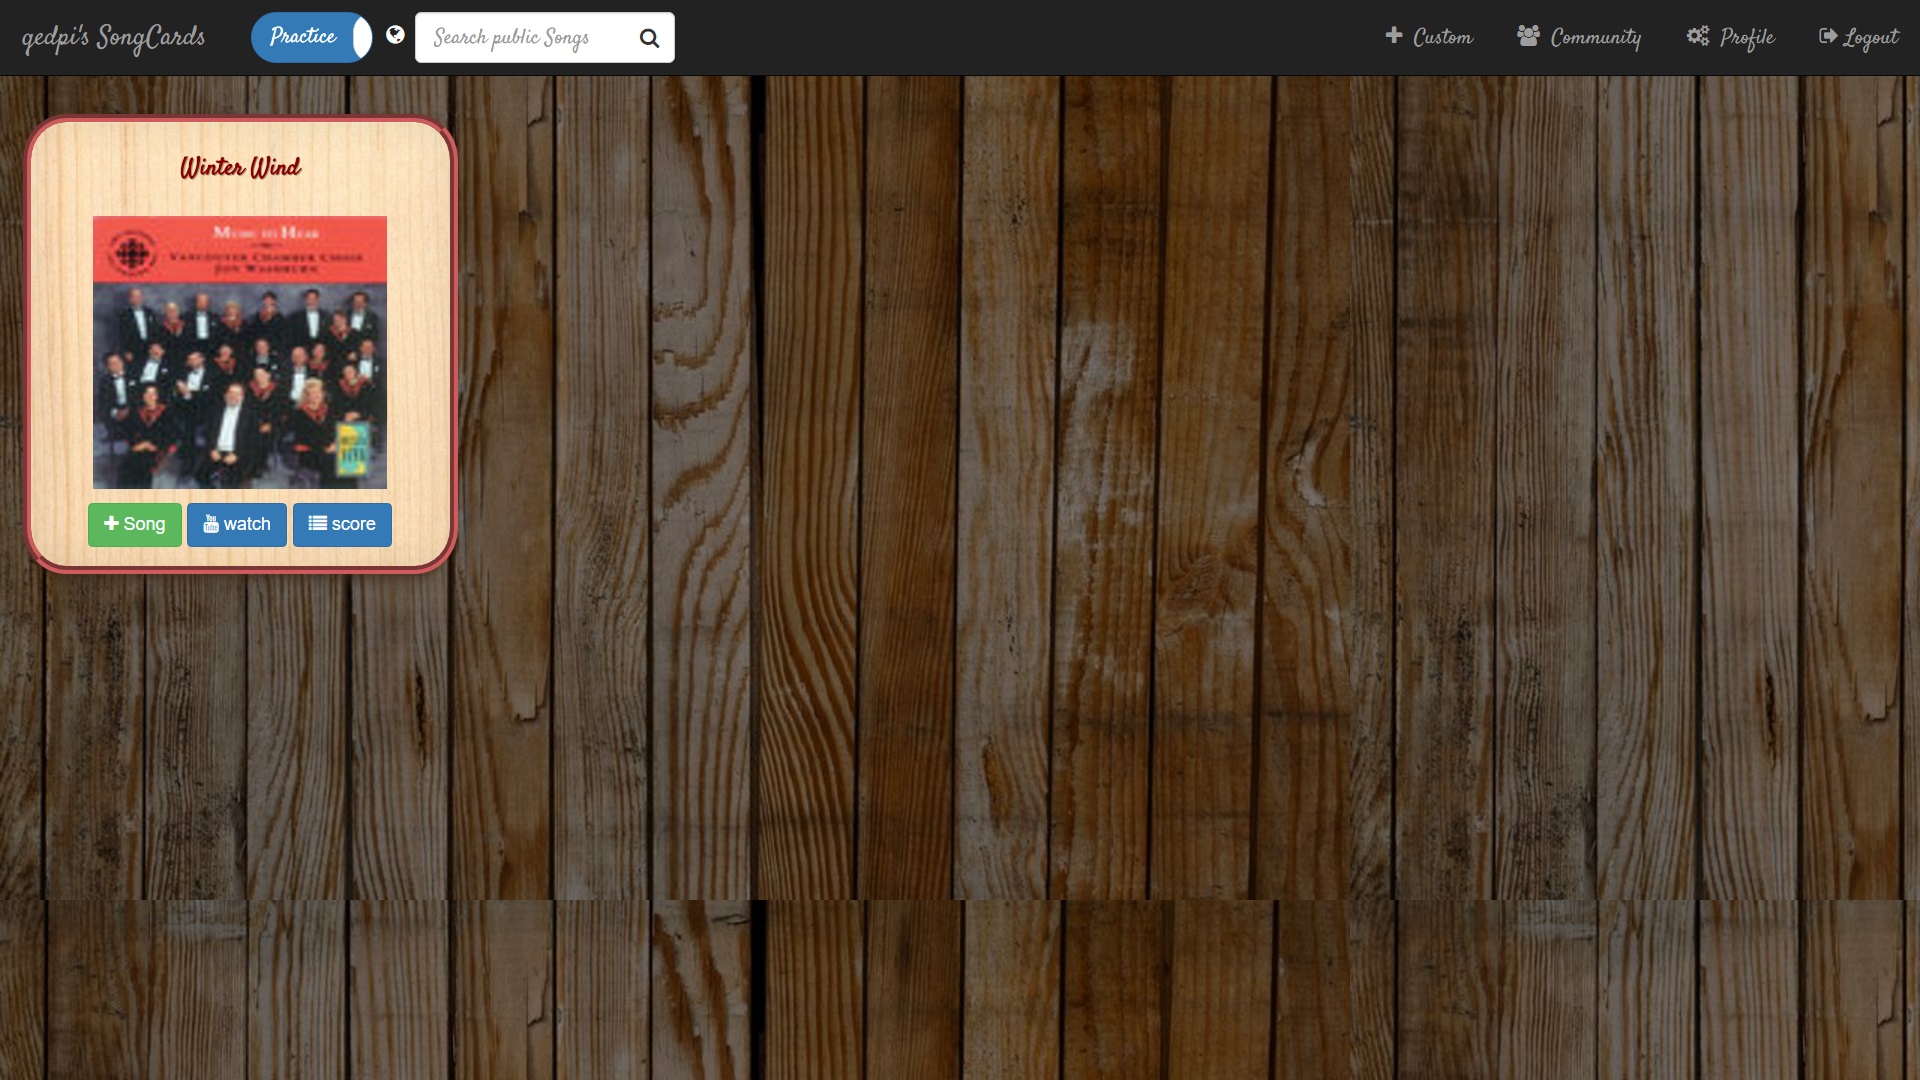 qedpi's SongCards
Practice
Search public Songs
Custom
Community
Profile
Logout
Winter Wind
MUSIC TO HEAR
VANCOUVER CHAMBER CHOIR
JON WASHBURN
Song
watch
score